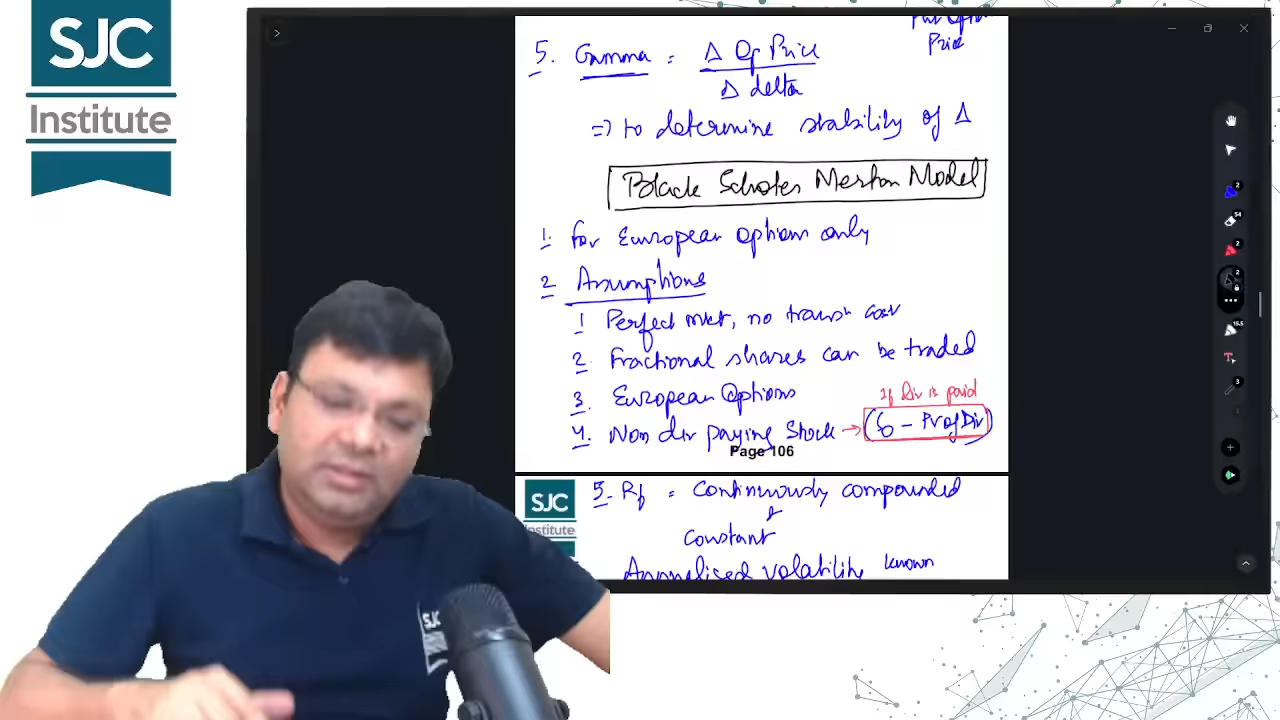 SJC
Institute
Price
5. Gamma = Δ Of Price
Δ delta
=> to determine stability of Δ
Black Scholes Merton Model
1. for European options only
2 Assumptions
1 Perfect mkt, no transn cost
2. Fractional shares can be traded
3. European Options
If Div is paid
4. Non div paying Stock → (S0 - PV of Div)
Page 106
SJC
Institute
5. Rf = Continuously compounded
&
constant
Annualised volatility known
SJC